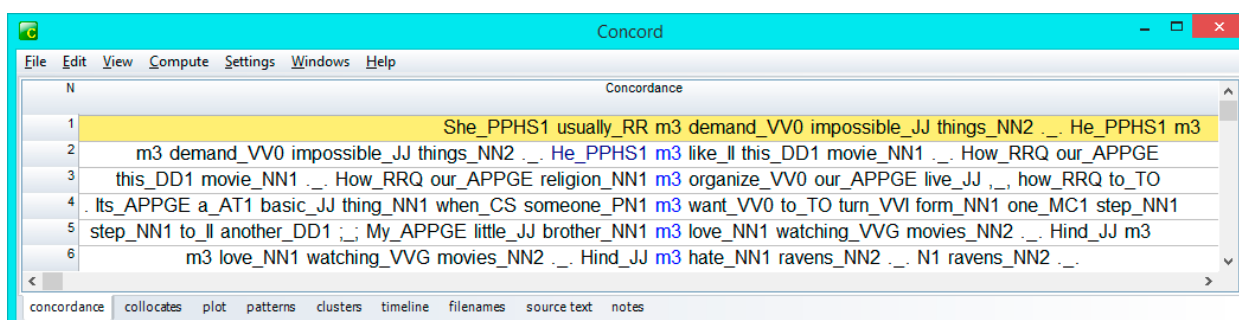 Concord
File Edit View Compute Settings Windows Help
N Concordance
1 She_PPHS1 usually_RR m3 demand_VV0 impossible_JJ things_NN2 ._. He_PPHS1 m3
2 m3 demand_VV0 impossible_JJ things_NN2 ._. He_PPHS1 m3 like_II this_DD1 movie_NN1 ._. How_RRQ our_APPGE
3 this_DD1 movie_NN1 ._. How_RRQ our_APPGE religion_NN1 m3 organize_VV0 our_APPGE live_JJ ,_, how_RRQ to_TO
4 . Its_APPGE a_AT1 basic_JJ thing_NN1 when_CS someone_PN1 m3 want_VV0 to_TO turn_VVI form_NN1 one_MC1 step_NN1
5 step_NN1 to_II another_DD1 ;_; My_APPGE little_JJ brother_NN1 m3 love_NN1 watching_VVG movies_NN2 ._. Hind_JJ m3
6 m3 love_NN1 watching_VVG movies_NN2 ._. Hind_JJ m3 hate_NN1 ravens_NN2 ._. N1 ravens_NN2 ._.
concordance collocates plot patterns clusters timeline filenames source text notes